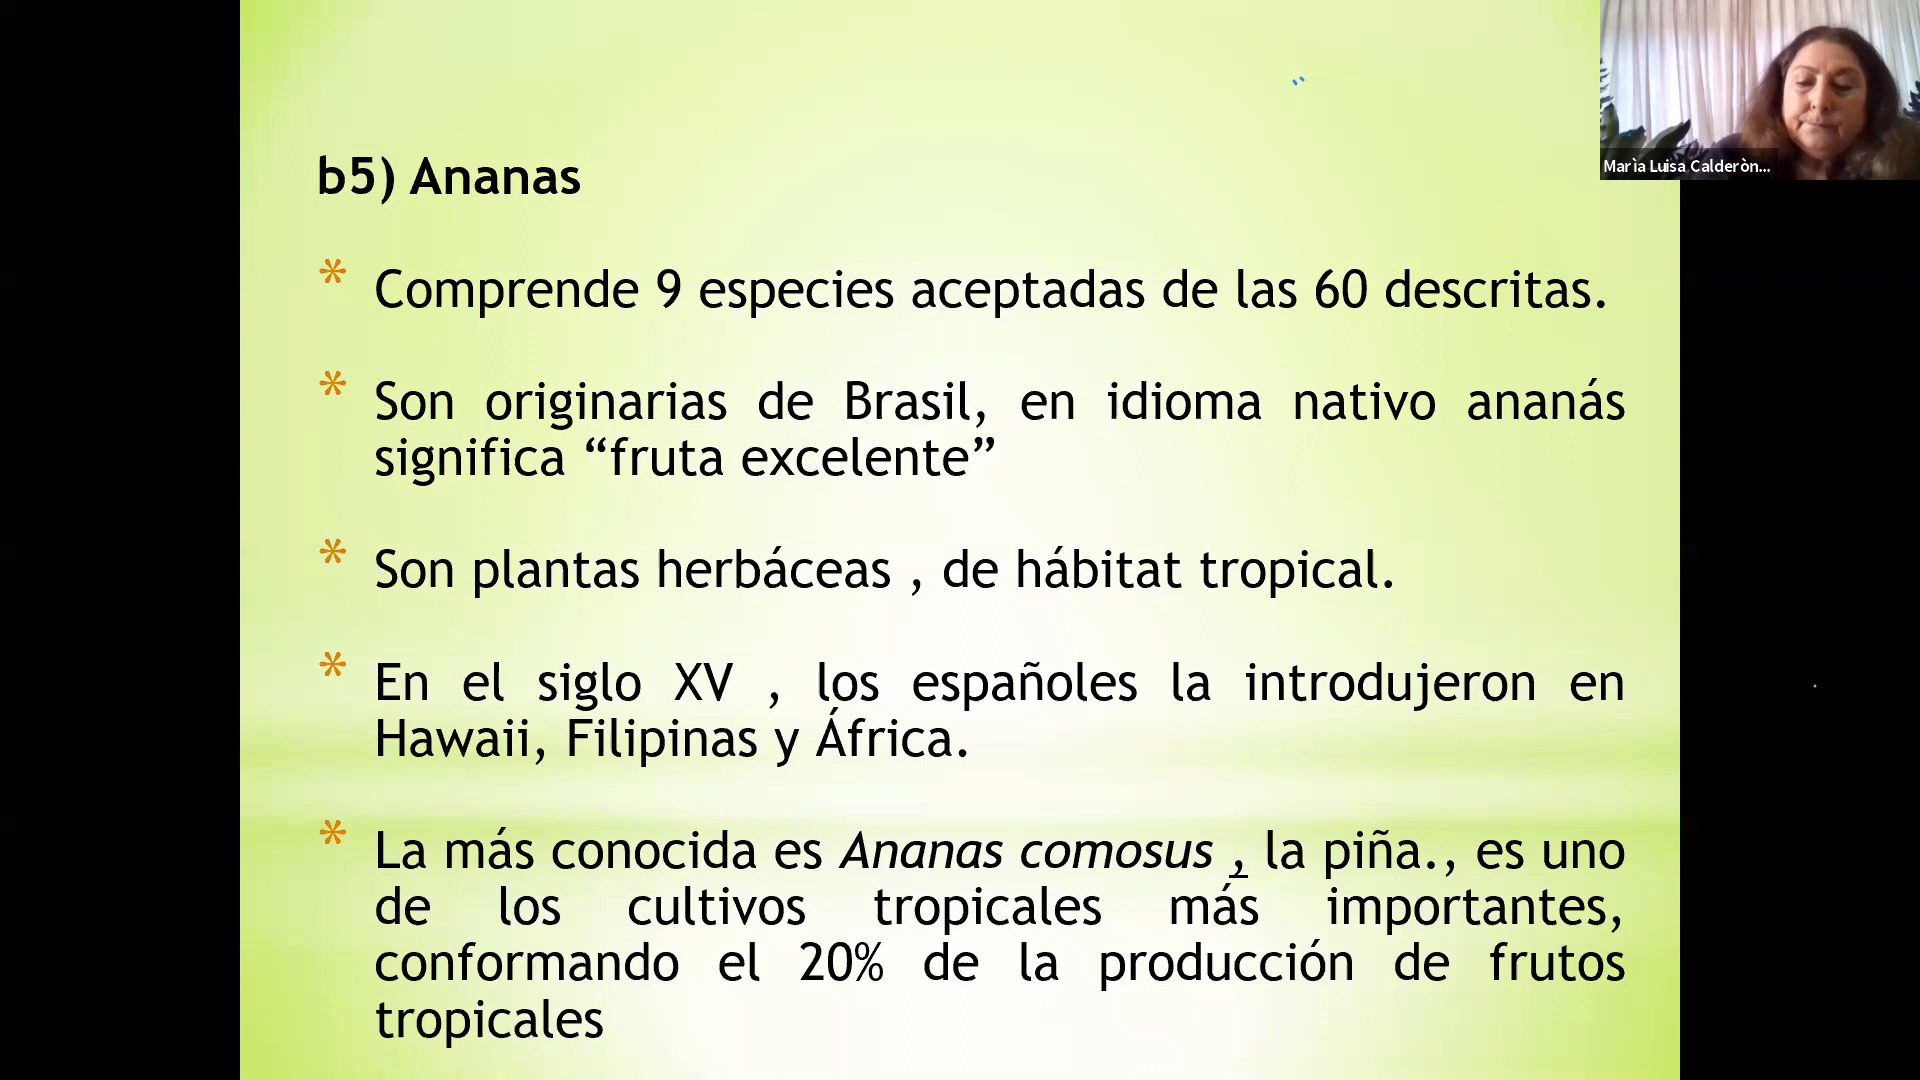 Marìa Luisa Calderòn...
b5) Ananas
* Comprende 9 especies aceptadas de las 60 descritas.
* Son originarias de Brasil, en idioma nativo ananás
significa “fruta excelente”
* Son plantas herbáceas , de hábitat tropical.
* En el siglo XV , los españoles la introdujeron en
Hawaii, Filipinas y África.
* La más conocida es Ananas comosus , la piña., es uno
de los cultivos tropicales más importantes,
conformando el 20% de la producción de frutos
tropicales